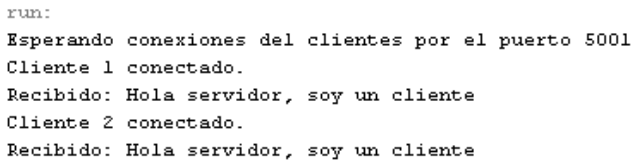 run:
Esperando conexiones del clientes por el puerto 5001
Cliente 1 conectado.
Recibido: Hola servidor, soy un cliente
Cliente 2 conectado.
Recibido: Hola servidor, soy un cliente